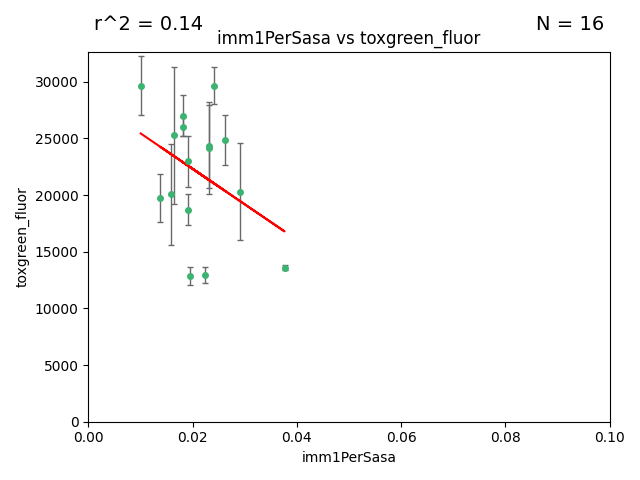 r^2 = 0.14
N = 16
imm1PerSasa vs toxgreen_fluor
30000
25000
20000
15000
10000
5000
0
toxgreen_fluor
0.00
0.02
0.04
0.06
0.08
0.10
imm1PerSasa